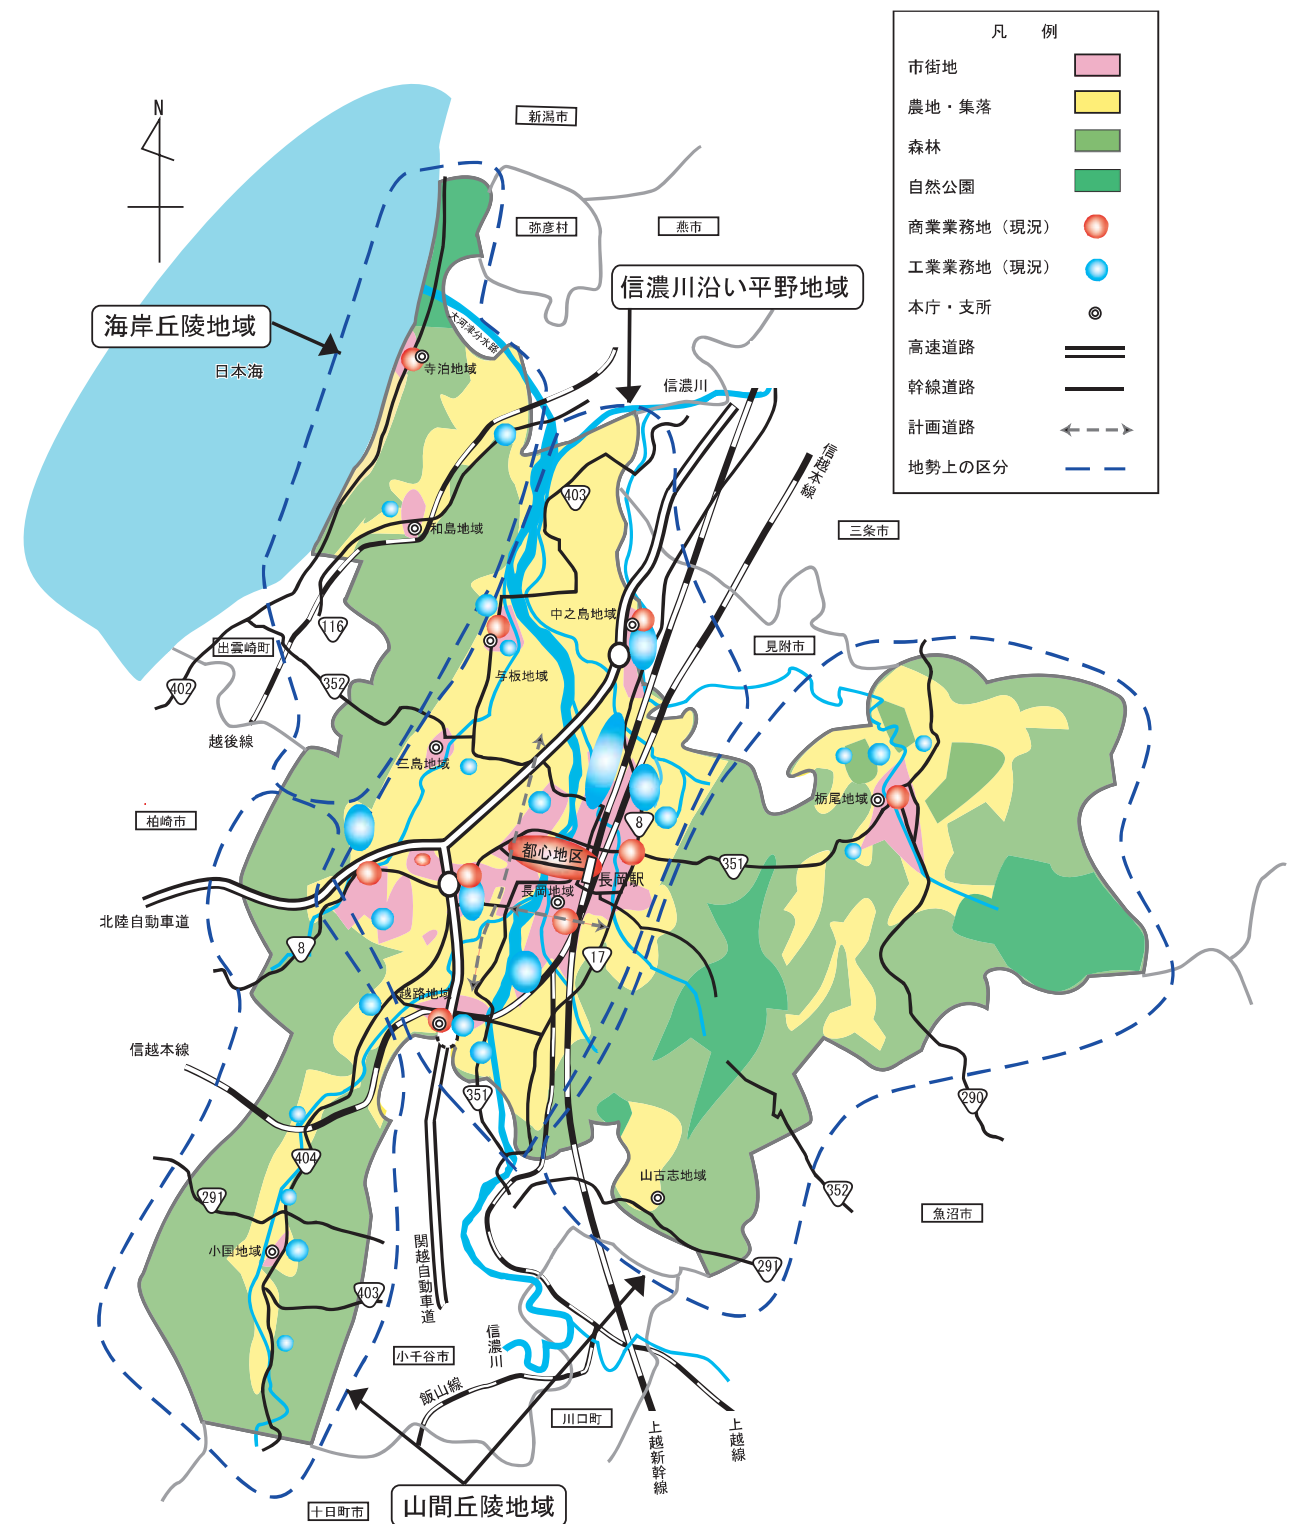 凡　例
市街地
農地・集落
森林
自然公園
商業業務地（現況）
工業業務地（現況）
本庁・支所
高速道路
幹線道路
計画道路
地勢上の区分
N
新潟市
弥彦村
燕市
信濃川沿い平野地域
海岸丘陵地域
日本海
大河津分水路
寺泊地域
信濃川
信越本線
403
三条市
和島地域
中之島地域
116
出雲崎町
見附市
352
402
与板地域
越後線
三島地域
栃尾地域
柏崎市
8
都心地区
351
長岡駅
長岡地域
北陸自動車道
8
17
越路地域
信越本線
351
290
404
291
山古志地域
352
魚沼市
小国地域
関越自動車道
291
403
信濃川
小千谷市
飯山線
川口町
上越新幹線
上越線
山間丘陵地域
十日町市